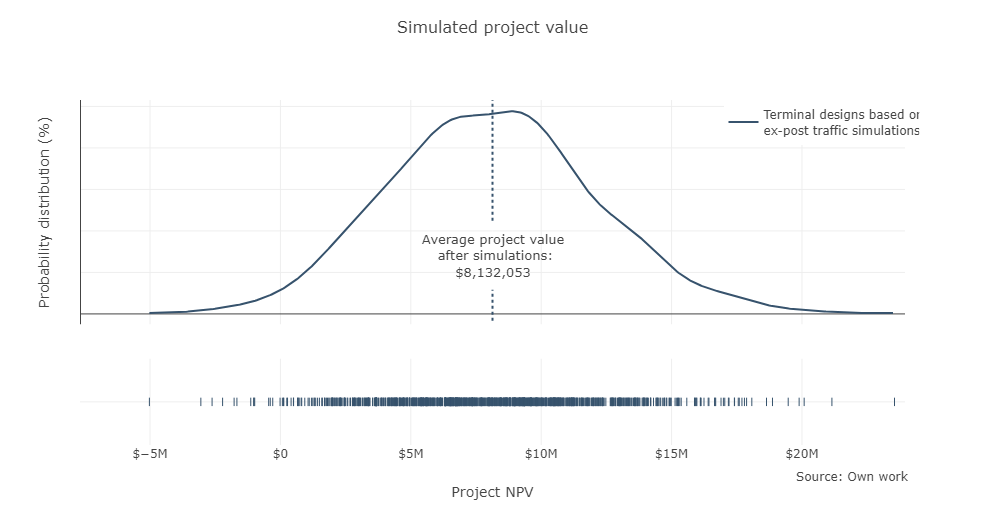 Simulated project value
Probability distribution (%)
Terminal designs based on
ex-post traffic simulations
Average project value
after simulations:
$8,132,053
$−5M
$0
$5M
$10M
$15M
$20M
Source: Own work
Project NPV